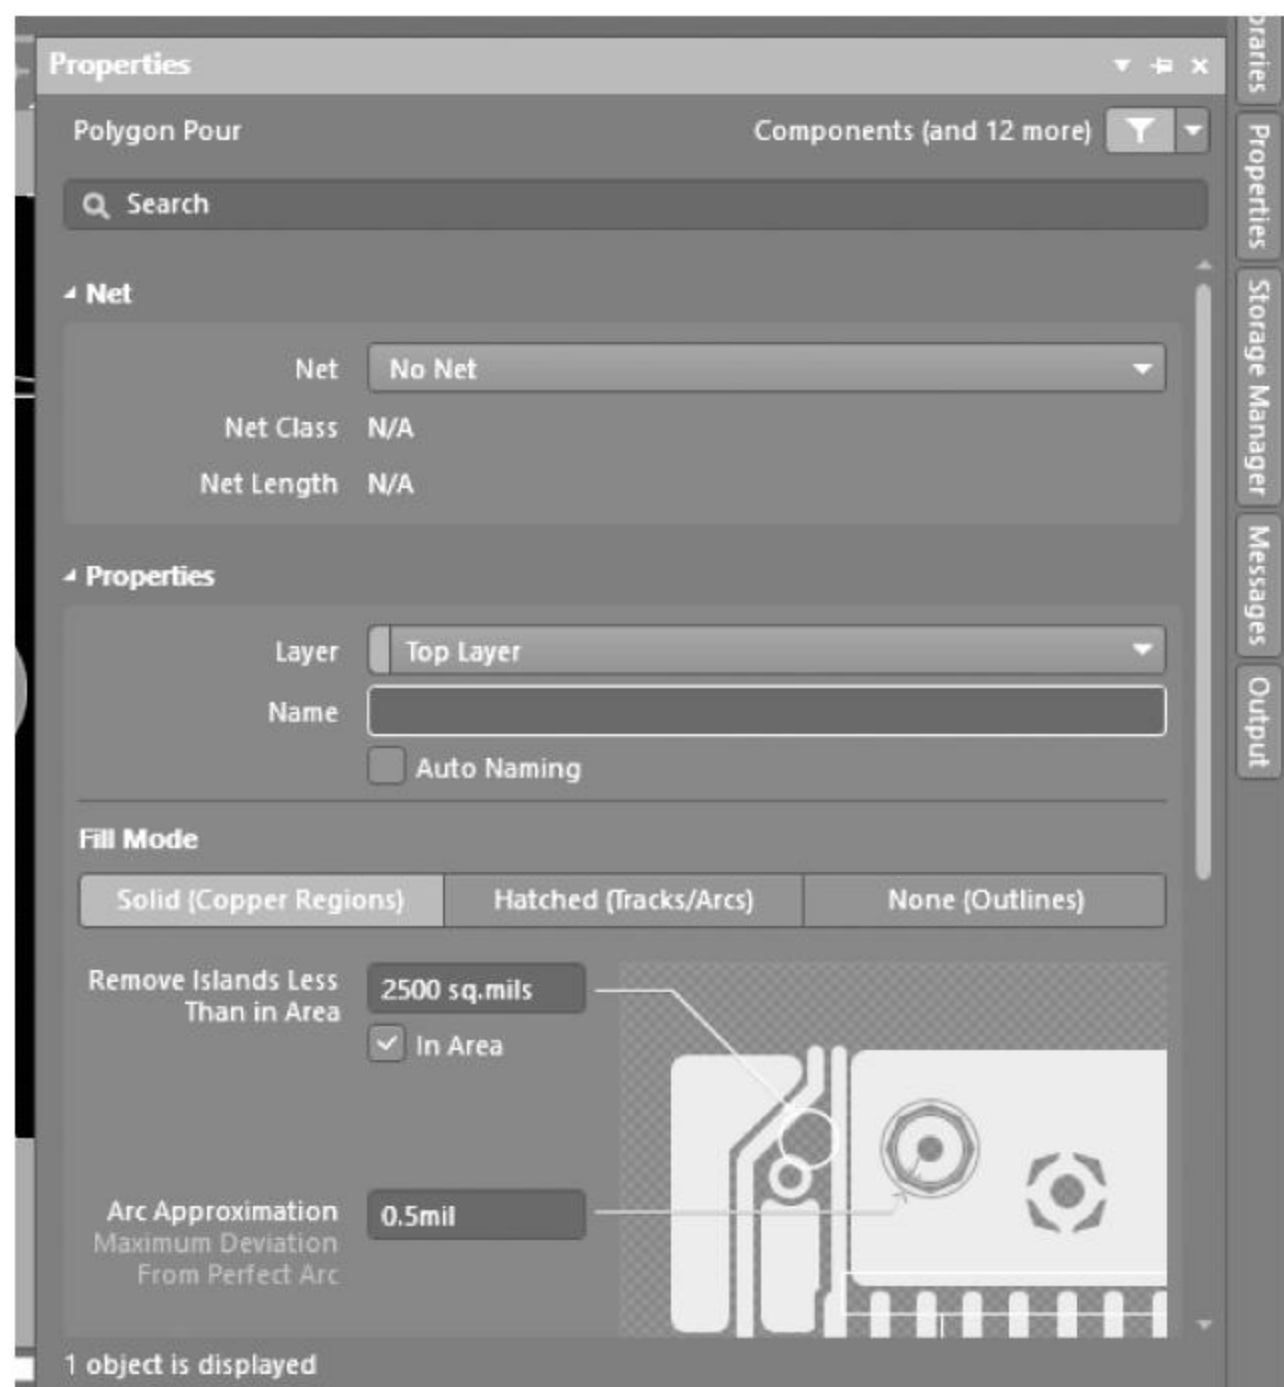 Properties
Polygon Pour
Components (and 12 more)
Search
Net
Net No Net
Net Class N/A
Net Length N/A
Properties
Layer Top Layer
Name
Auto Naming
Fill Mode
Solid (Copper Regions) Hatched (Tracks/Arcs) None (Outlines)
Remove Islands Less
Than in Area
2500 sq.mils
In Area
Arc Approximation
Maximum Deviation
From Perfect Arc
0.5mil
1 object is displayed
Properties
Storage Manager
Messages
Output